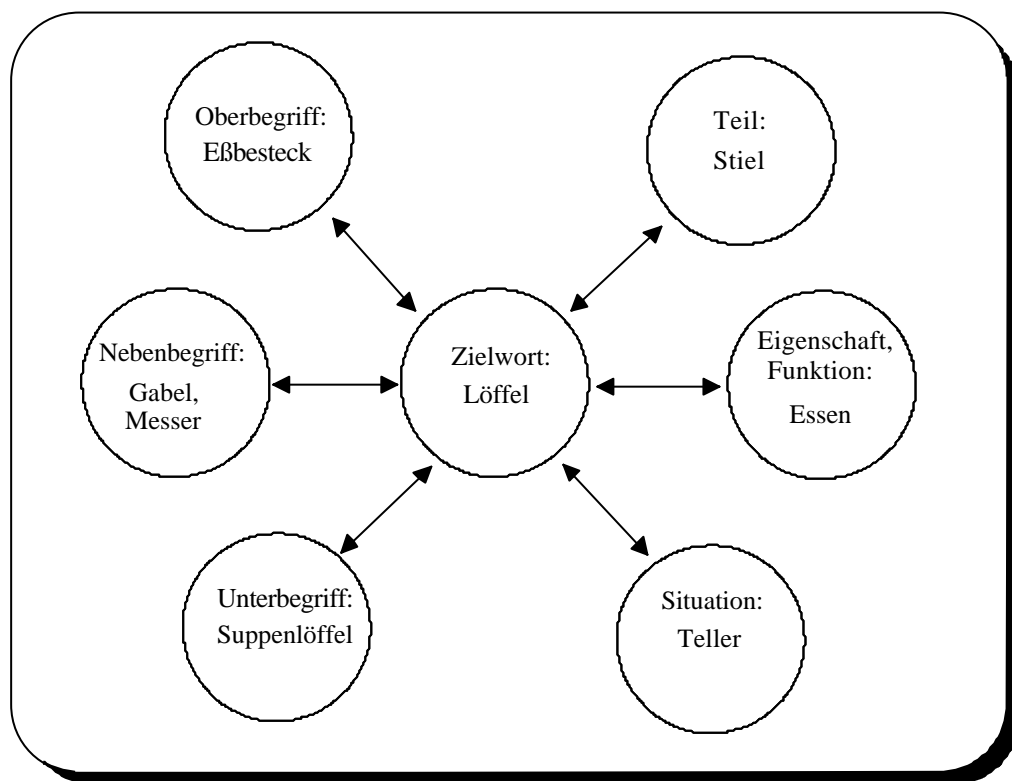 Oberbegriff:
Eßbesteck
Teil:
Stiel
Nebenbegriff:
Gabel,
Messer
Zielwort:
Löffel
Eigenschaft,
Funktion:
Essen
Unterbegriff:
Suppenlöffel
Situation:
Teller